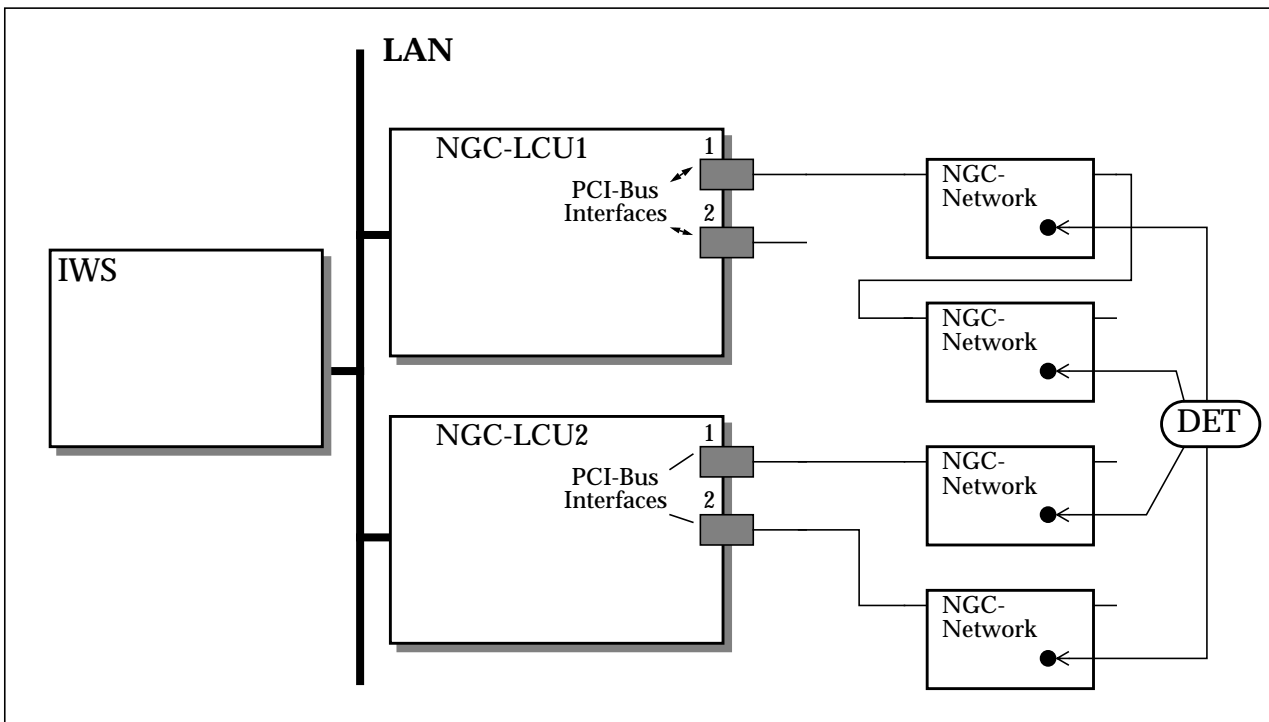 LAN
NGC-LCU1
1
PCI-Bus
Interfaces
2
NGC-
Network
IWS
NGC-
Network
DET
NGC-LCU2
1
PCI-Bus
Interfaces
2
NGC-
Network
NGC-
Network